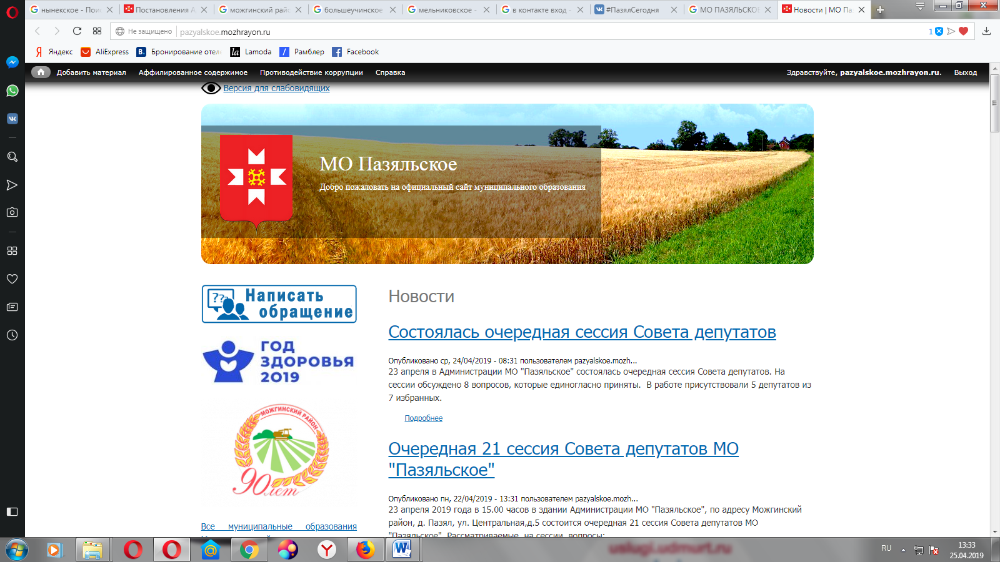 нынекское - Поис
Постановления А
можгинский райо
большеучинское
мельниковское -
в контакте вход -
#ПазялСегодня
МО ПАЗЯЛЬСКОЕ
Новости | МО Паз
Не защищено
pazyalskoe.mozhrayon.ru
1
Яндекс
AliExpress
Бронирование отеле
Lamoda
Рамблер
Facebook
Добавить материал
Аффилированное содержимое
Противодействие коррупции
Справка
Здравствуйте, pazyalskoe.mozhrayon.ru.
Выход
Версия для слабовидящих
МО Пазяльское
Добро пожаловать на официальный сайт муниципального образования
Написать
обращение
ГОД
ЗДОРОВЬЯ
2019
МОЖГИНСКИЙ РАЙОН
90 лет
Все муниципальные образования
Новости
Состоялась очередная сессия Совета депутатов
Опубликовано ср, 24/04/2019 - 08:31 пользователем pazyalskoe.mozh...
23 апреля в Администрации МО "Пазяльское" состоялась очередная сессия Совета депутатов. На
сессии обсуждено 8 вопросов, которые единогласно приняты. В работе присутствовали 5 депутатов из
7 избранных.
Подробнее
Очередная 21 сессия Совета депутатов МО
"Пазяльское"
Опубликовано пн, 22/04/2019 - 13:31 пользователем pazyalskoe.mozh...
23 апреля 2019 года в 15.00 часов в здании Администрации МО "Пазяльское", по адресу Можгинский
район, д. Пазял, ул. Центральная,д.5 состоится очередная 21 сессия Совета депутатов МО
"Пазяльское". Рассматриваемые на сессии вопросы:
uslugi.udmurt.ru
RU
13:33
25.04.2019